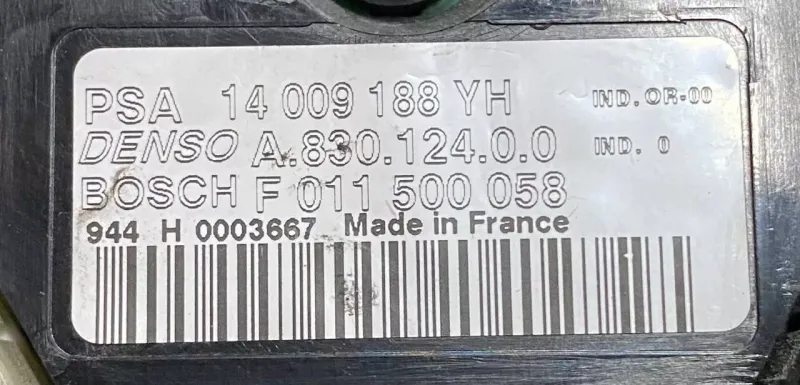 PSA 14 009 188 YH IND. OR-00
DENSO A.830.124.0.0 IND. 0
BOSCH F 011 500 058
944 H 0003667 Made in France